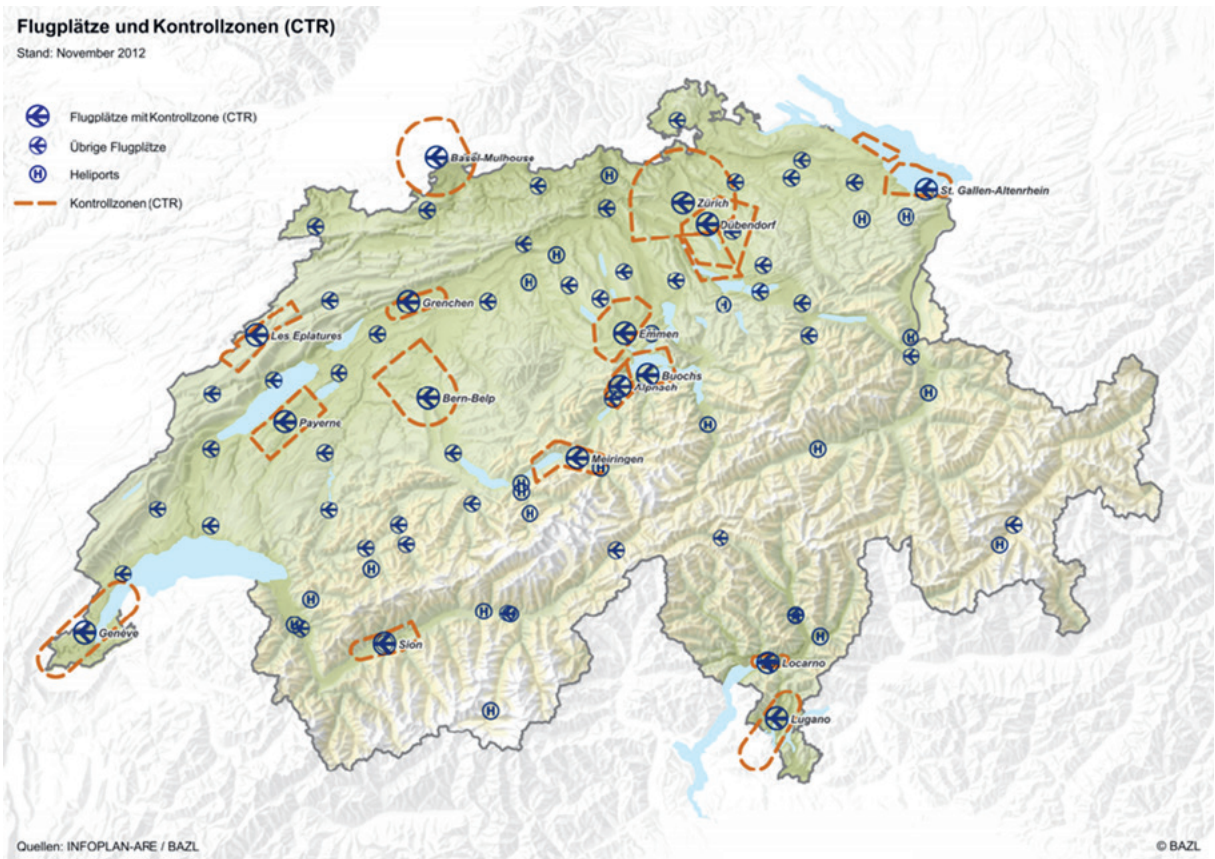 Flugplätze und Kontrollzonen (CTR)
Stand: November 2012
Flugplätze mit Kontrollzone (CTR)
Übrige Flugplätze
H Heliports
Kontrollzonen (CTR)
Basel-Mulhouse
St. Gallen-Altenrhein
Zürich
Dübendorf
Grenchen
Les Eplatures
Emmen
Buochs
Alpnach
Bern-Belp
Payerne
Meiringen
Genève
Sion
Locarno
Lugano
Quellen: INFOPLAN-ARE / BAZL
© BAZL